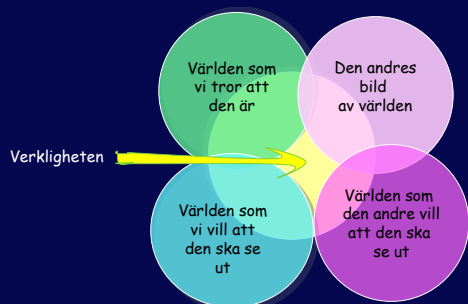 Världen som
vi tror att
den är
Den andres
bild
av världen
Verkligheten
Världen som
vi vill att
den ska se
ut
Världen som
den andre vill
att den ska
se ut